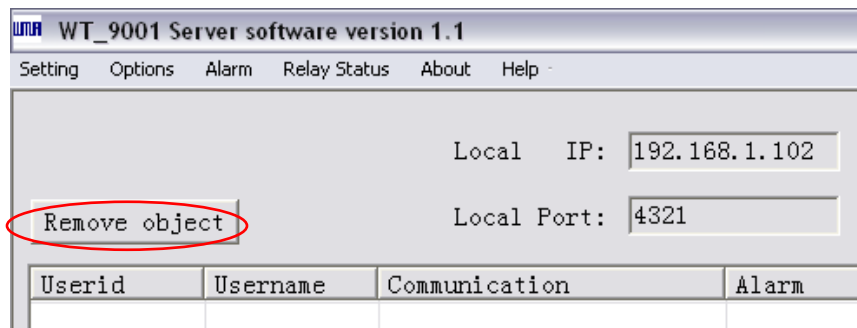 WT_9001 Server software version 1.1
Setting Options Alarm Relay Status About Help
Local IP: 192.168.1.102
Remove object
Local Port: 4321
Userid Username Communication Alarm